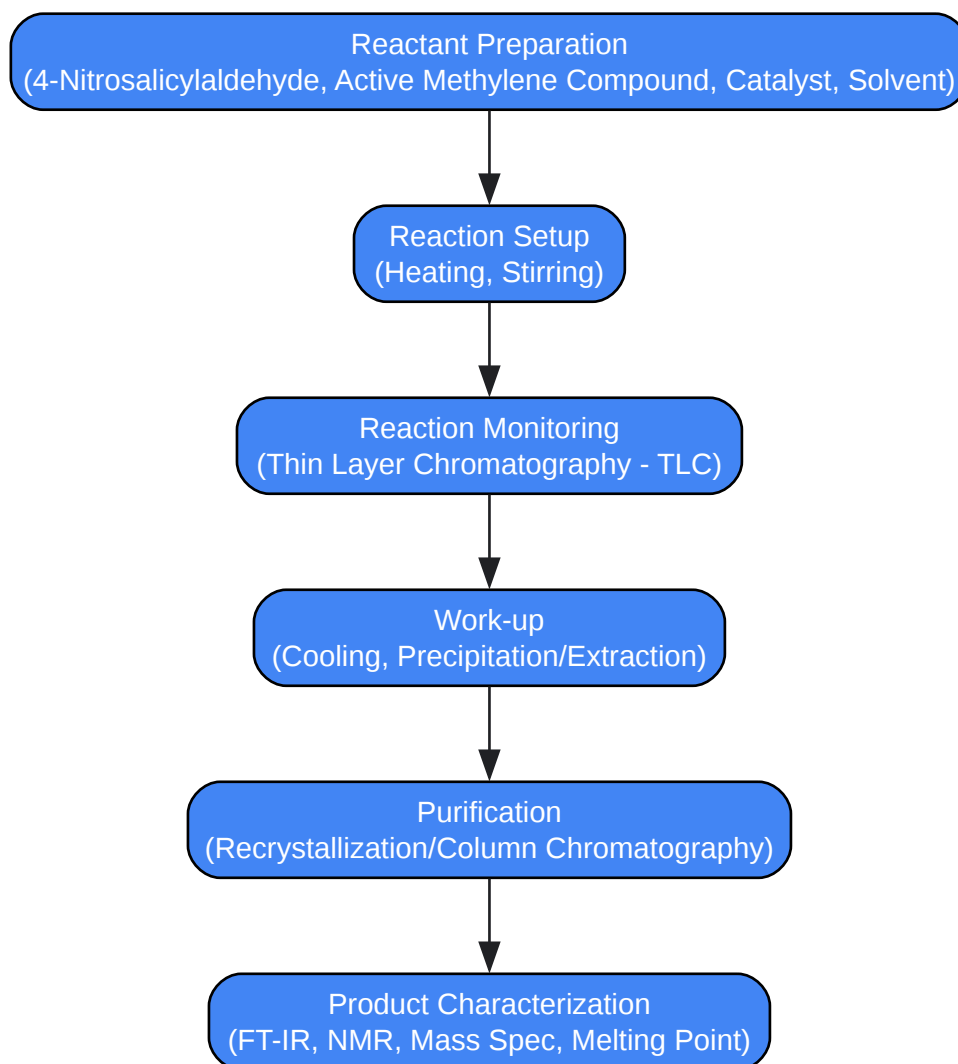 Reactant Preparation
(4-Nitrosalicylaldehyde, Active Methylene Compound, Catalyst, Solvent)
Reaction Setup
(Heating, Stirring)
Reaction Monitoring
(Thin Layer Chromatography - TLC)
Work-up
(Cooling, Precipitation/Extraction)
Purification
(Recrystallization/Column Chromatography)
Product Characterization
(FT-IR, NMR, Mass Spec, Melting Point)